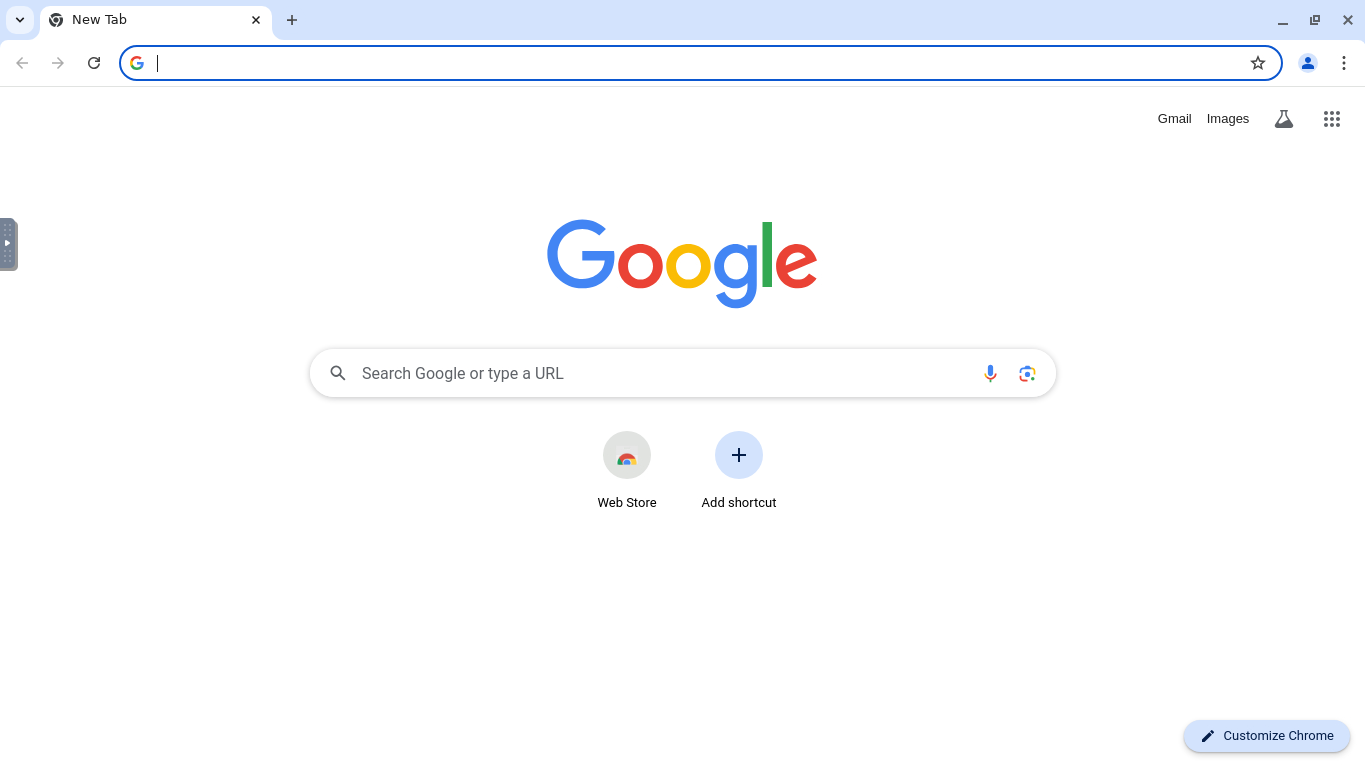 New Tab
Gmail Images
Google
Search Google or type a URL
Web Store
Add shortcut
Customize Chrome